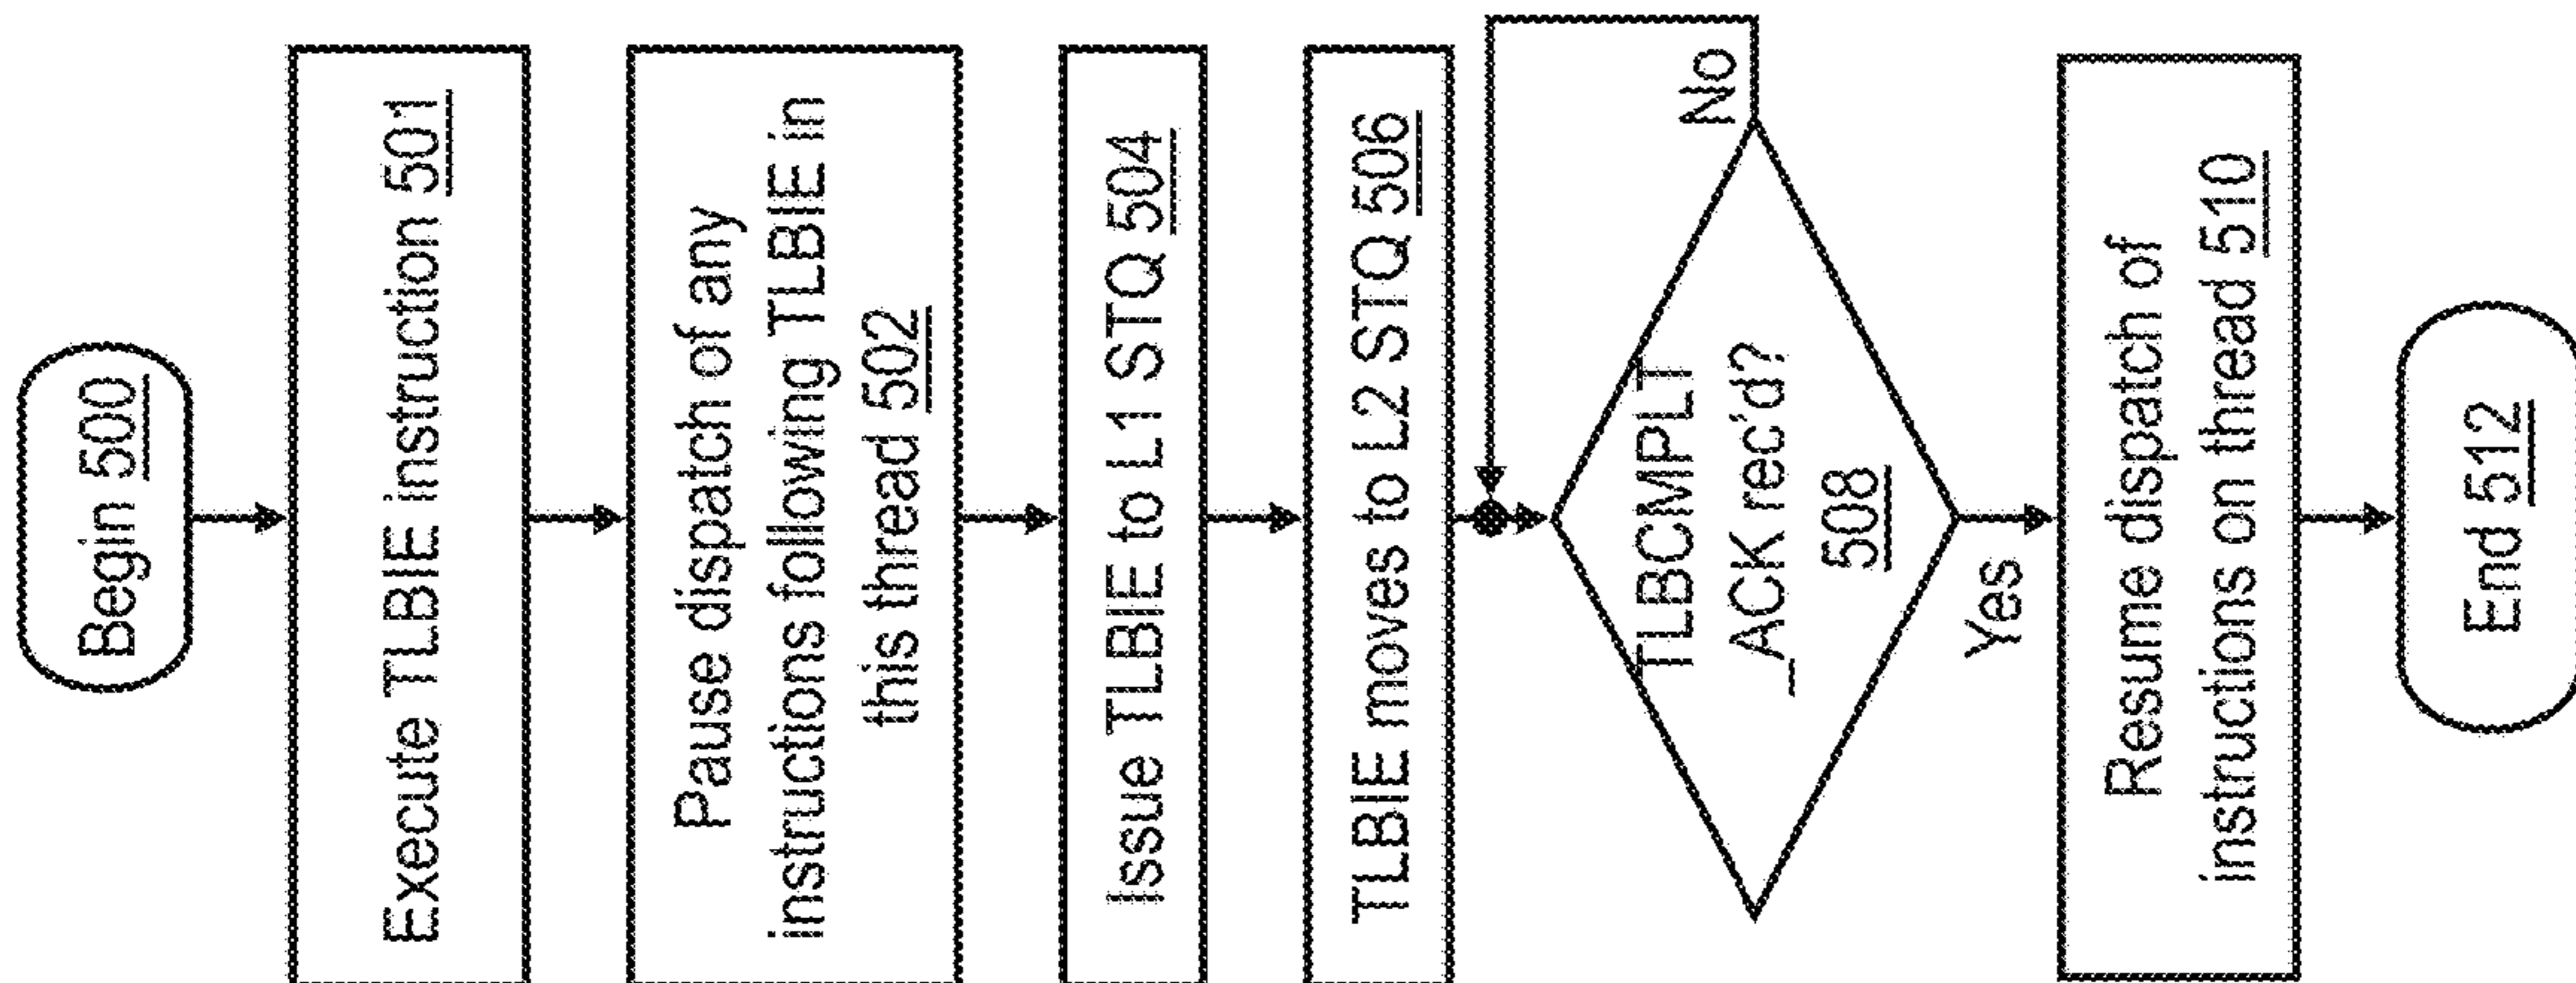 Begin 500
Execute TLBIE instruction 501
Pause dispatch of any
instructions following TLBIE in
this thread 502
Issue TLBIE to L1 STQ 504
TLBIE moves to L2 STQ 506
TLBCMPLT
_ACK rec'd?
508
No
Yes
Resume dispatch of
instructions on thread 510
End 512